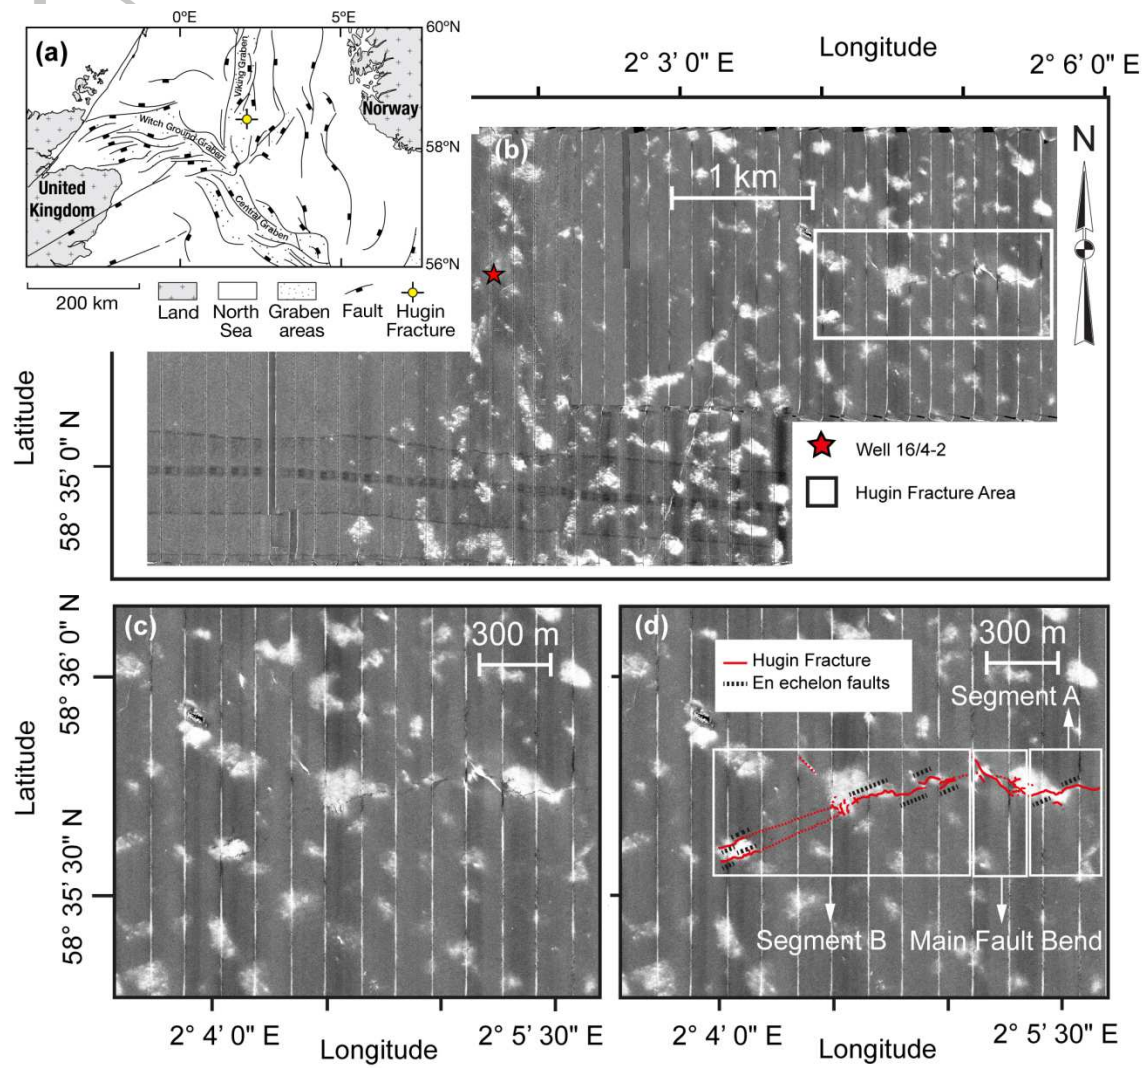 0°E
5°E
60°N
(a)
Viking Graben
Norway
Witch Ground Graben
58°N
United
Kingdom
Central Graben
56°N
200 km
Land
North
Sea
Graben
areas
Fault
Hugin
Fracture
Longitude
2° 3' 0" E
2° 6' 0" E
(b)
1 km
N
Latitude
58° 35' 0" N
Well 16/4-2
Hugin Fracture Area
(c)
300 m
58° 36' 0" N
Latitude
58° 35' 30" N
2° 4' 0" E
2° 5' 30" E
Longitude
(d)
300 m
Hugin Fracture
En echelon faults
Segment A
Segment B
Main Fault Bend
2° 4' 0" E
2° 5' 30" E
Longitude